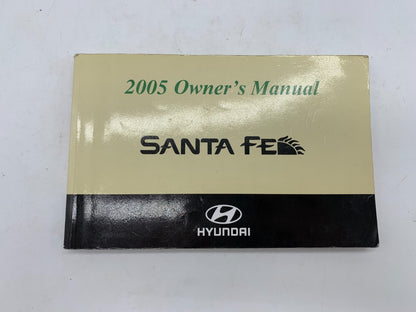 2005 Owner's Manual
SANTA FE
HYUNDAI